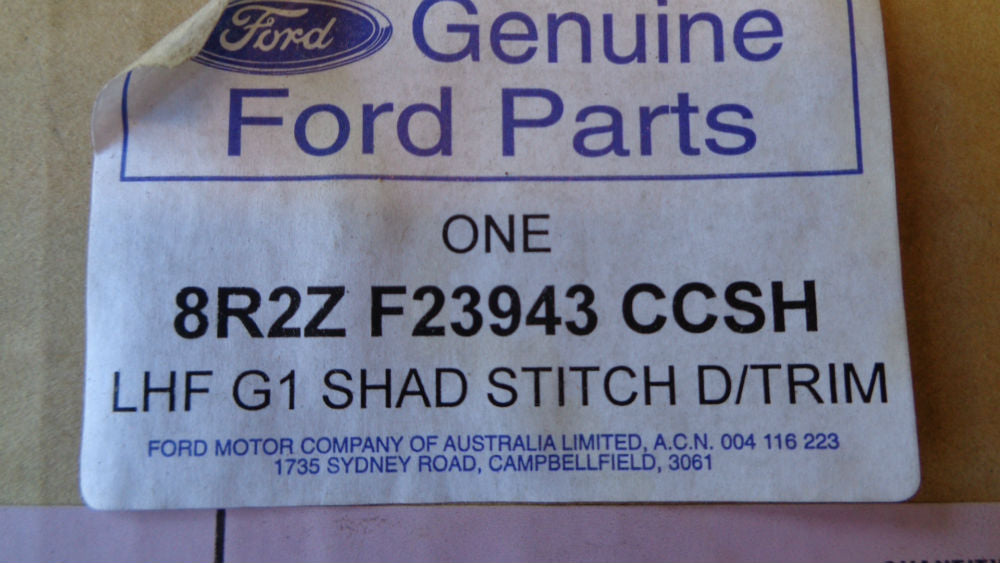 Ford Genuine
Ford Parts
ONE
8R2Z F23943 CCSH
LHF G1 SHAD STITCH D/TRIM
FORD MOTOR COMPANY OF AUSTRALIA LIMITED, A.C.N. 004 116 223
1735 SYDNEY ROAD, CAMPBELLFIELD, 3061